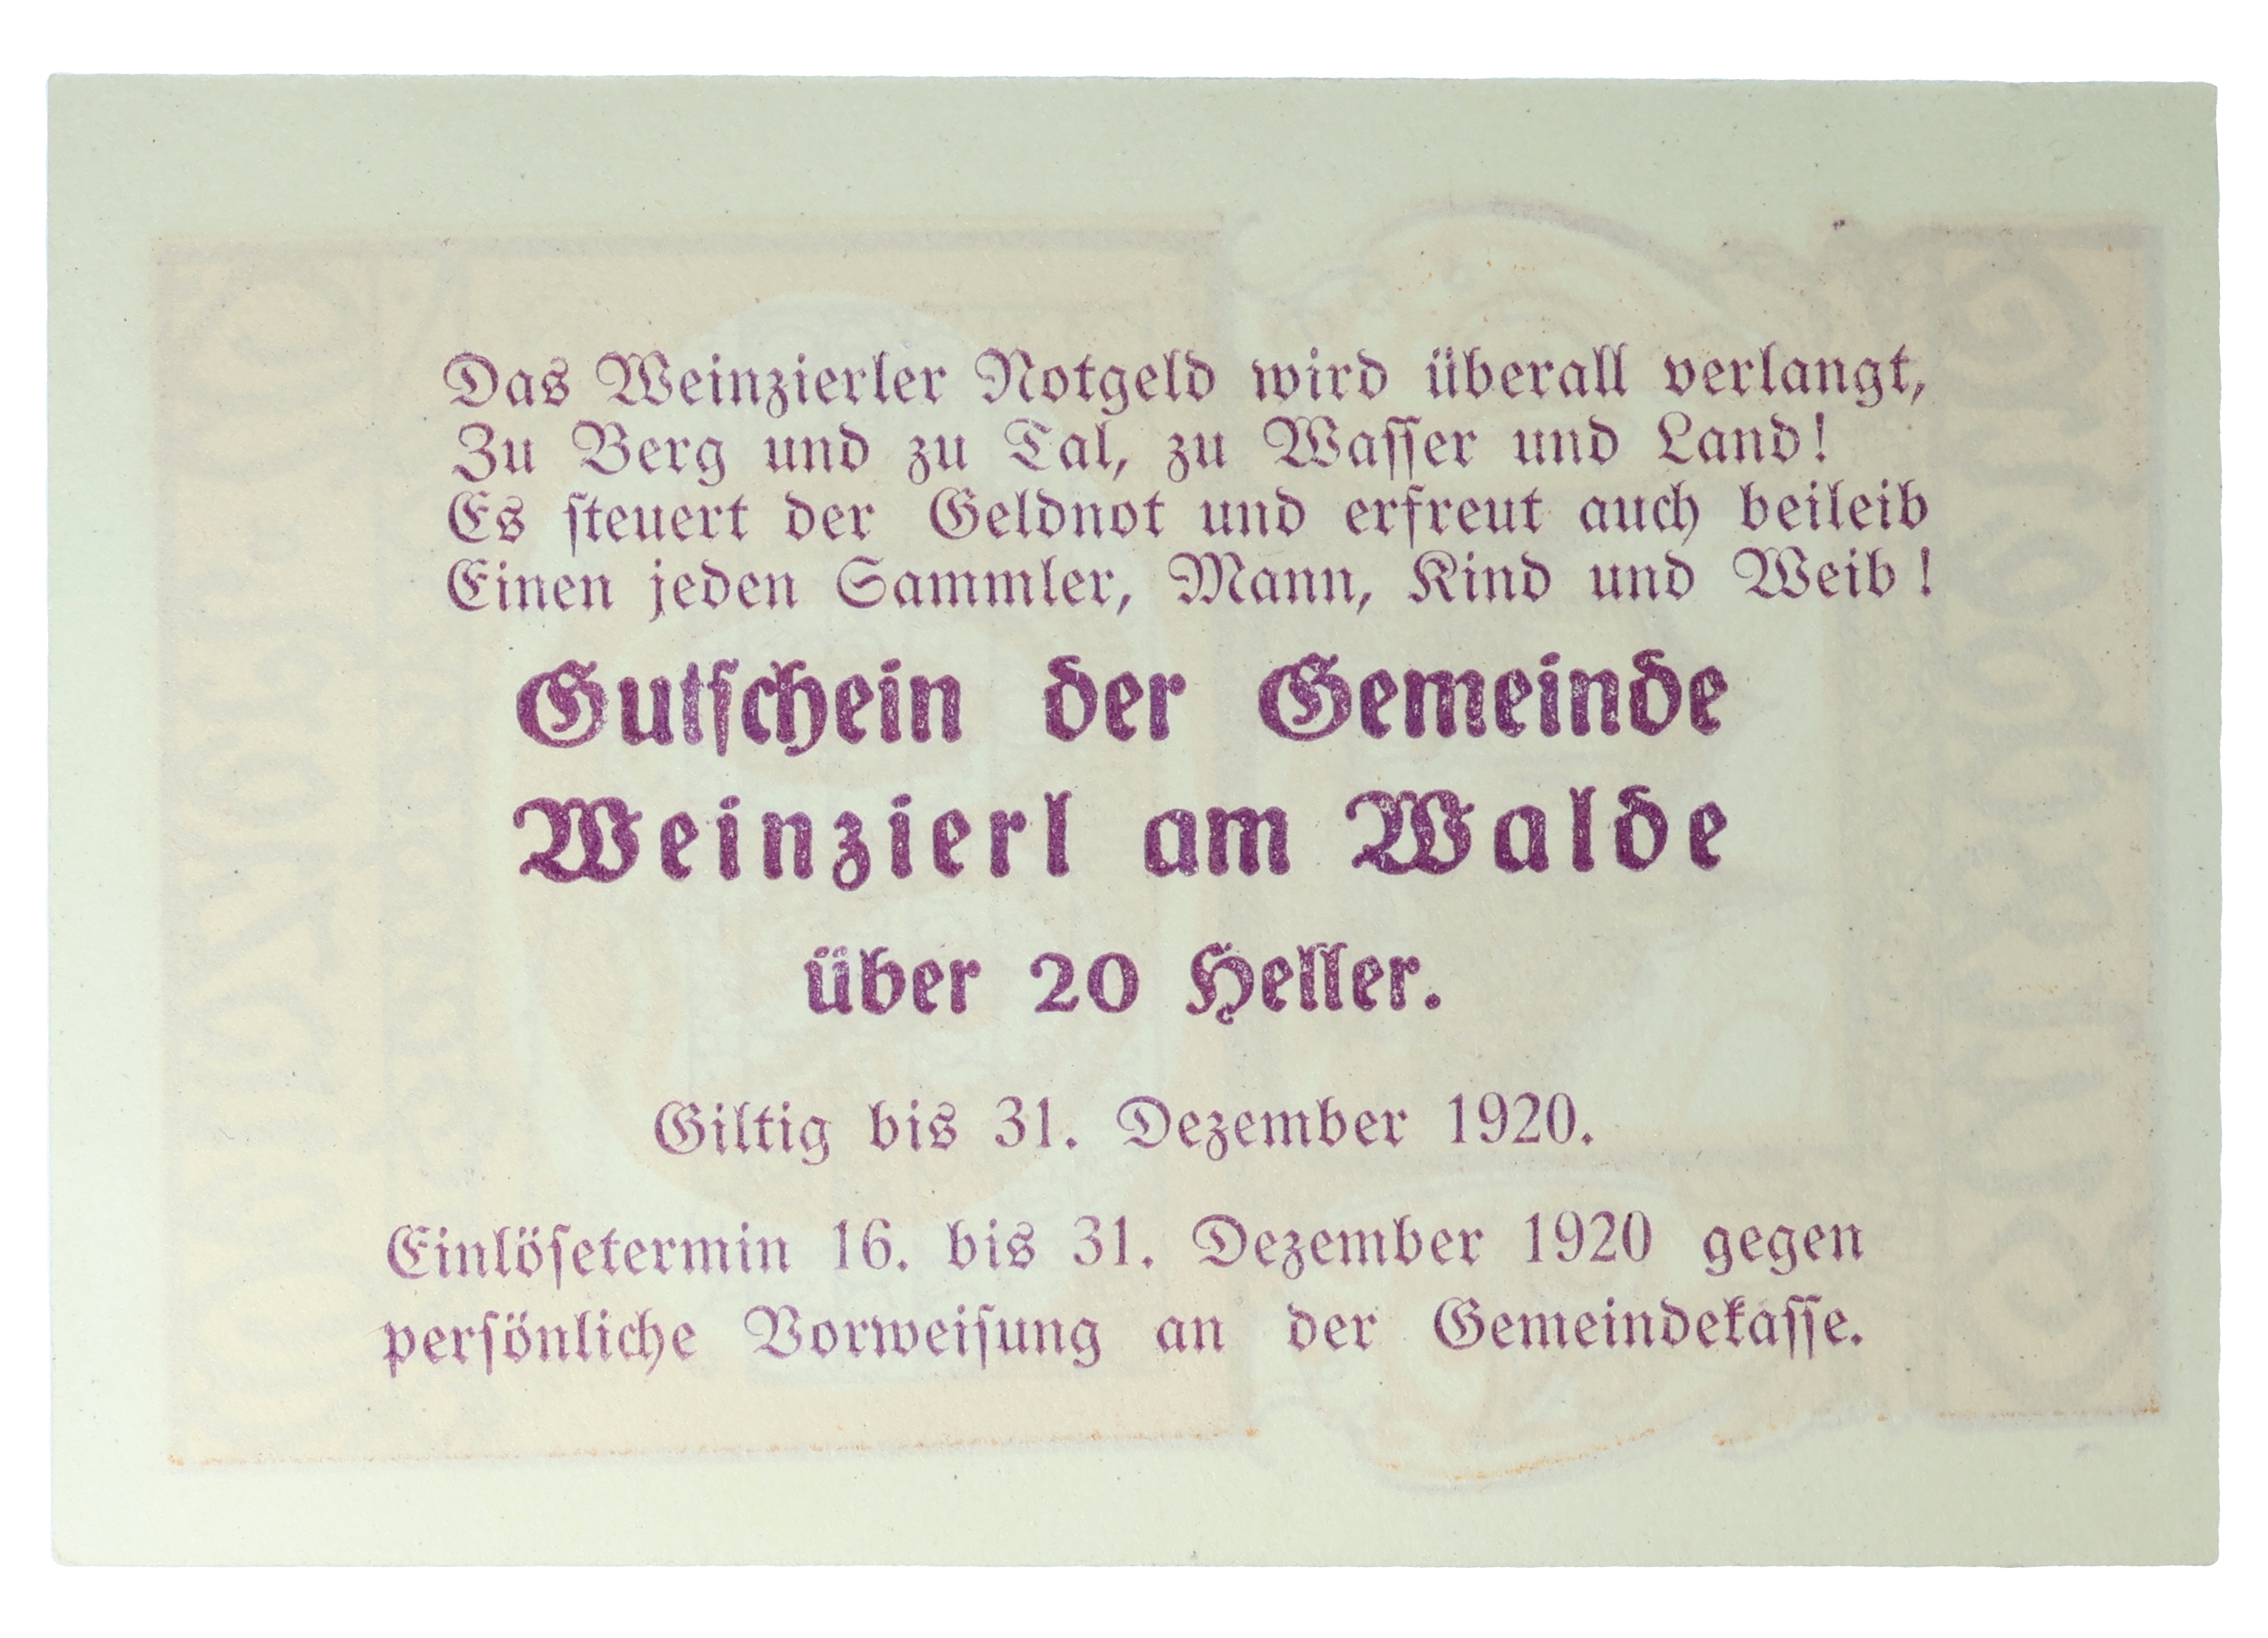 Das Weinzierler Notgeld wird überall verlangt,
Zu Berg und zu Tal, zu Waſſer und Land!
Es ſteuert der Geldnot und erfreut auch beileib
Einen jeden Sammler, Mann, Kind und Weib!
Gutſchein der Gemeinde
Weinzierl am Walde
über 20 Heller.
Giltig bis 31. Dezember 1920.
Einlöſetermin 16. bis 31. Dezember 1920 gegen
perſönliche Vorweiſung an der Gemeindekaſſe.